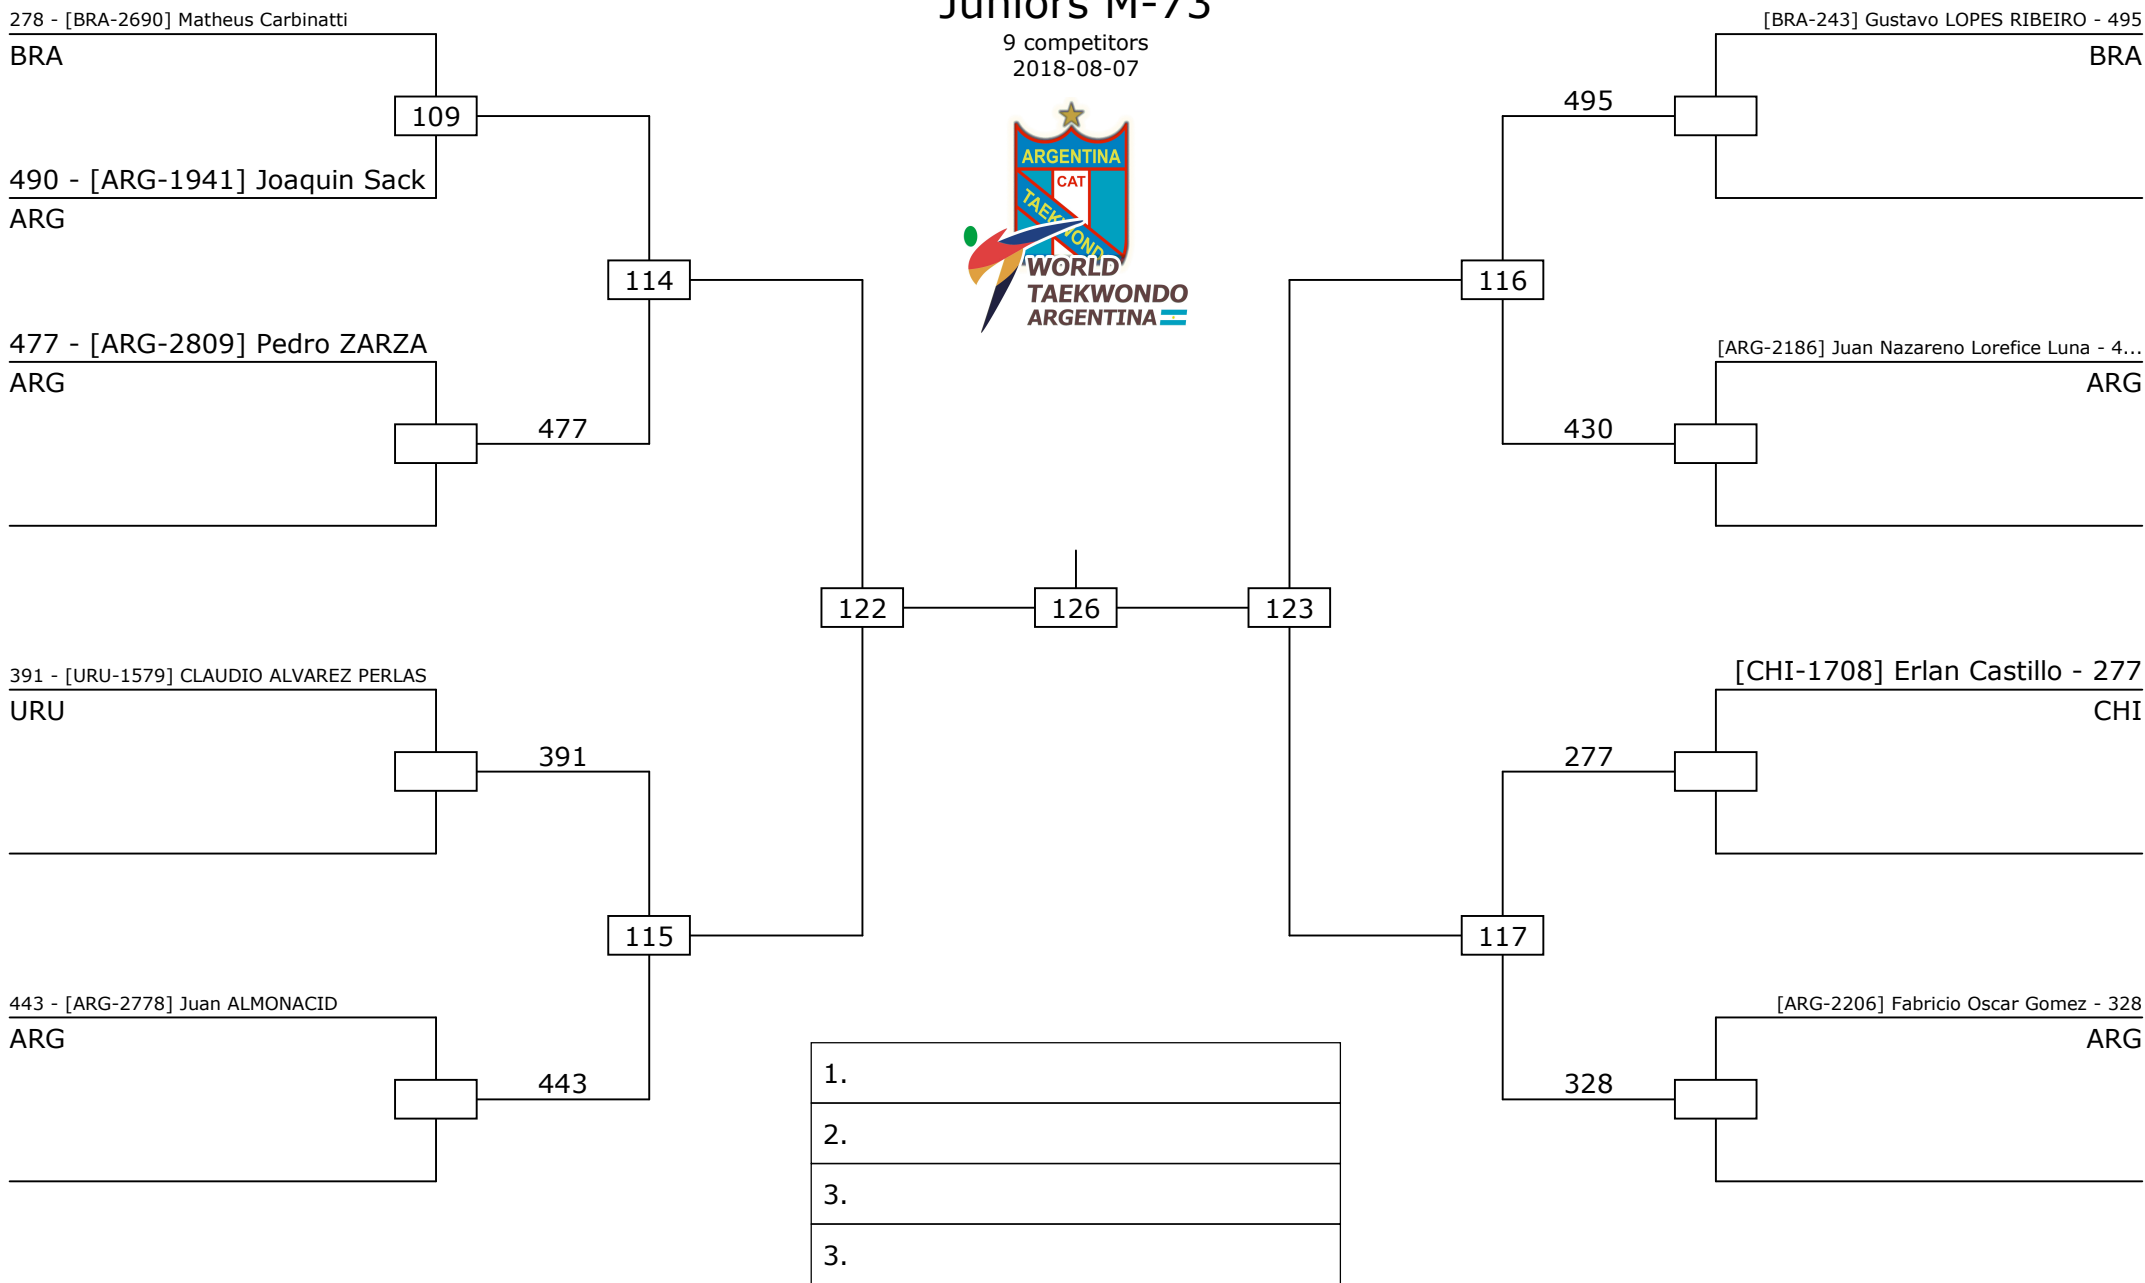 Juniors M-73
9 competitors
2018-08-07
ARGENTINA
CAT
WORLD
TAEKWONDO
ARGENTINA
278 - [BRA-2690] Matheus Carbinatti
BRA
109
490 - [ARG-1941] Joaquin Sack
ARG
114
477 - [ARG-2809] Pedro ZARZA
ARG
477
122
391 - [URU-1579] CLAUDIO ALVAREZ PERLAS
URU
391
115
443 - [ARG-2778] Juan ALMONACID
ARG
443
126
[BRA-243] Gustavo LOPES RIBEIRO - 495
BRA
495
116
[ARG-2186] Juan Nazareno Lorefice Luna - 4...
ARG
430
123
[CHI-1708] Erlan Castillo - 277
CHI
277
117
[ARG-2206] Fabricio Oscar Gomez - 328
ARG
328
1.
2.
3.
3.